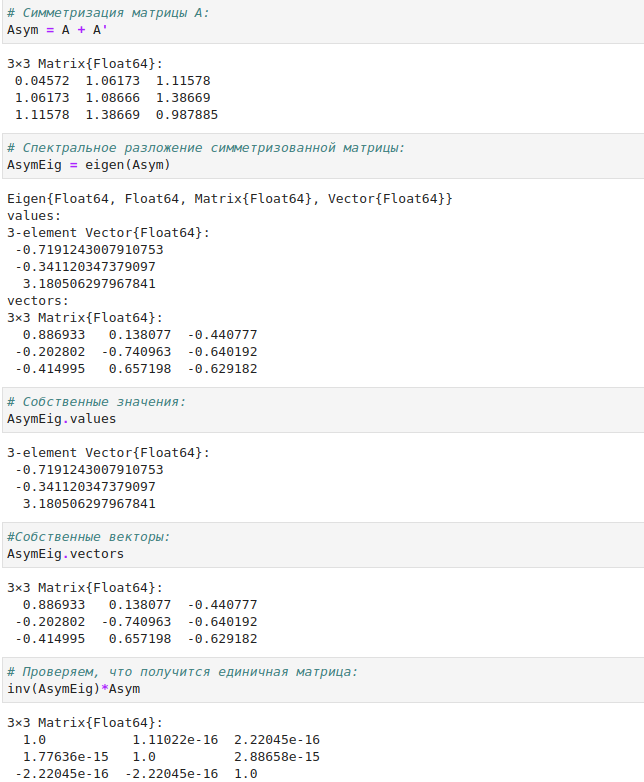 # Симметризация матрицы A:
Asym = A + A'
3×3 Matrix{Float64}:
0.04572 1.06173 1.11578
1.06173 1.08666 1.38669
1.11578 1.38669 0.987885
# Спектральное разложение симметризованной матрицы:
AsymEig = eigen(Asym)
Eigen{Float64, Float64, Matrix{Float64}, Vector{Float64}}
values:
3-element Vector{Float64}:
-0.7191243007910753
-0.341120347379097
3.180506297967841
vectors:
3×3 Matrix{Float64}:
0.886933 0.138077 -0.440777
-0.202802 -0.740963 -0.640192
-0.414995 0.657198 -0.629182
# Собственные значения:
AsymEig.values
3-element Vector{Float64}:
-0.7191243007910753
-0.341120347379097
3.180506297967841
#Собственные векторы:
AsymEig.vectors
3×3 Matrix{Float64}:
0.886933 0.138077 -0.440777
-0.202802 -0.740963 -0.640192
-0.414995 0.657198 -0.629182
# Проверяем, что получится единичная матрица:
inv(AsymEig)*Asym
3×3 Matrix{Float64}:
1.0 1.11022e-16 2.22045e-16
1.77636e-15 1.0 2.88658e-15
-2.22045e-16 -2.22045e-16 1.0